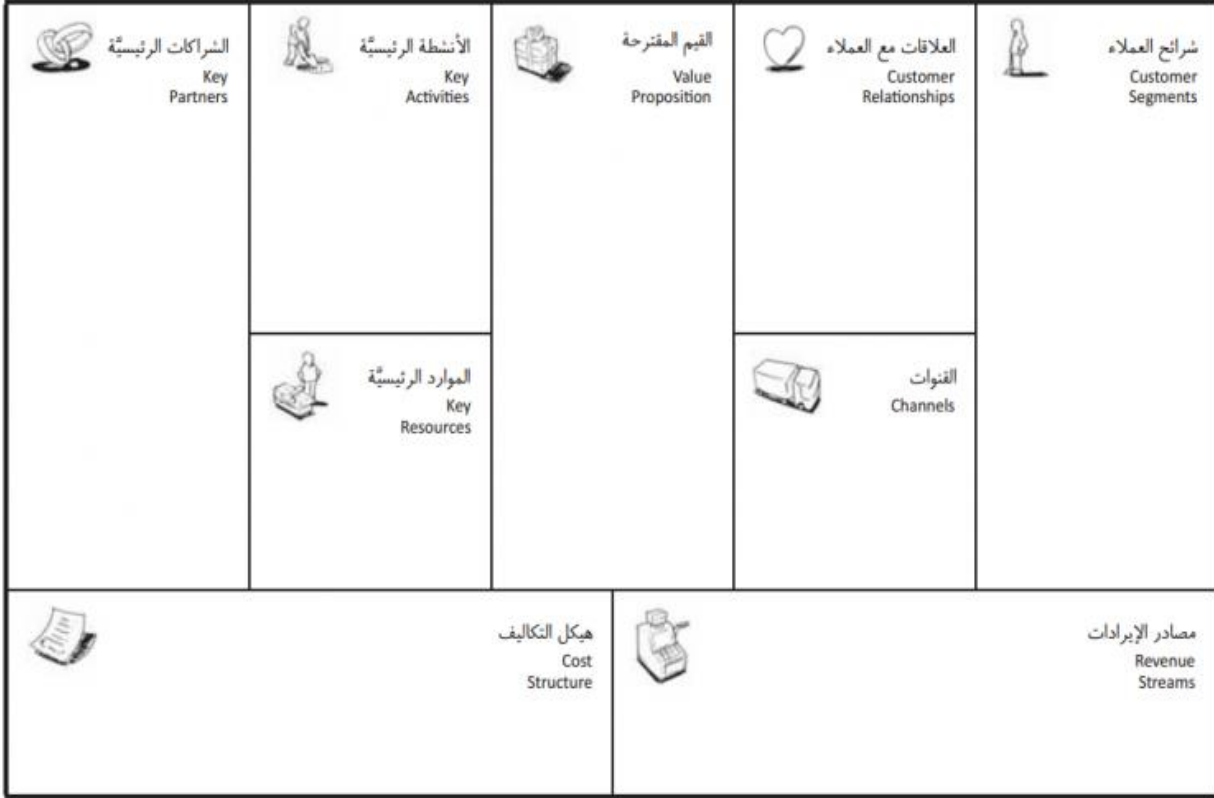 الشراكات الرئيسيَّة
Key
Partners
الأنشطة الرئيسيَّة
Key
Activities
القيم المقترحة
Value
Proposition
العلاقات مع العملاء
Customer
Relationships
شرائح العملاء
Customer
Segments
الموارد الرئيسيَّة
Key
Resources
القنوات
Channels
هيكل التكاليف
Cost
Structure
مصادر الإيرادات
Revenue
Streams